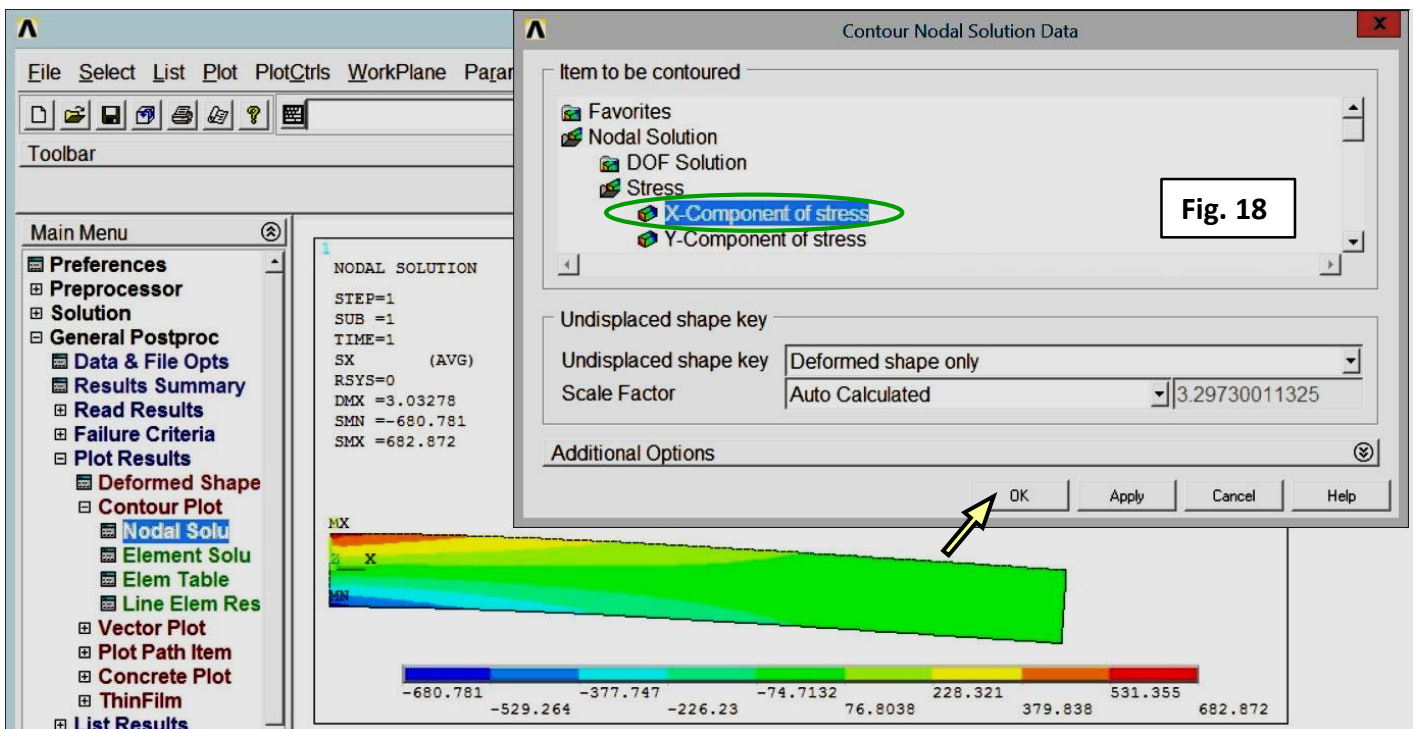 Contour Nodal Solution Data
X
File Select List Plot PlotCtrls WorkPlane Parar
Toolbar
Main Menu
Preferences
Preprocessor
Solution
General Postproc
Data & File Opts
Results Summary
Read Results
Failure Criteria
Plot Results
Deformed Shape
Contour Plot
Nodal Solu
Element Solu
Elem Table
Line Elem Res
Vector Plot
Plot Path Item
Concrete Plot
ThinFilm
List Results
1
NODAL SOLUTION
STEP=1
SUB =1
TIME=1
SX (AVG)
RSYS=0
DMX =3.03278
SMN =-680.781
SMX =682.872
MX
Z X
MN
-680.781 -377.747 -74.7132 228.321 531.355
-529.264 -226.23 76.8038 379.838 682.872
Item to be contoured
Favorites
Nodal Solution
DOF Solution
Stress
X-Component of stress
Y-Component of stress
Fig. 18
Undisplaced shape key
Undisplaced shape key Deformed shape only
Scale Factor Auto Calculated 3.29730011325
Additional Options
OK Apply Cancel Help